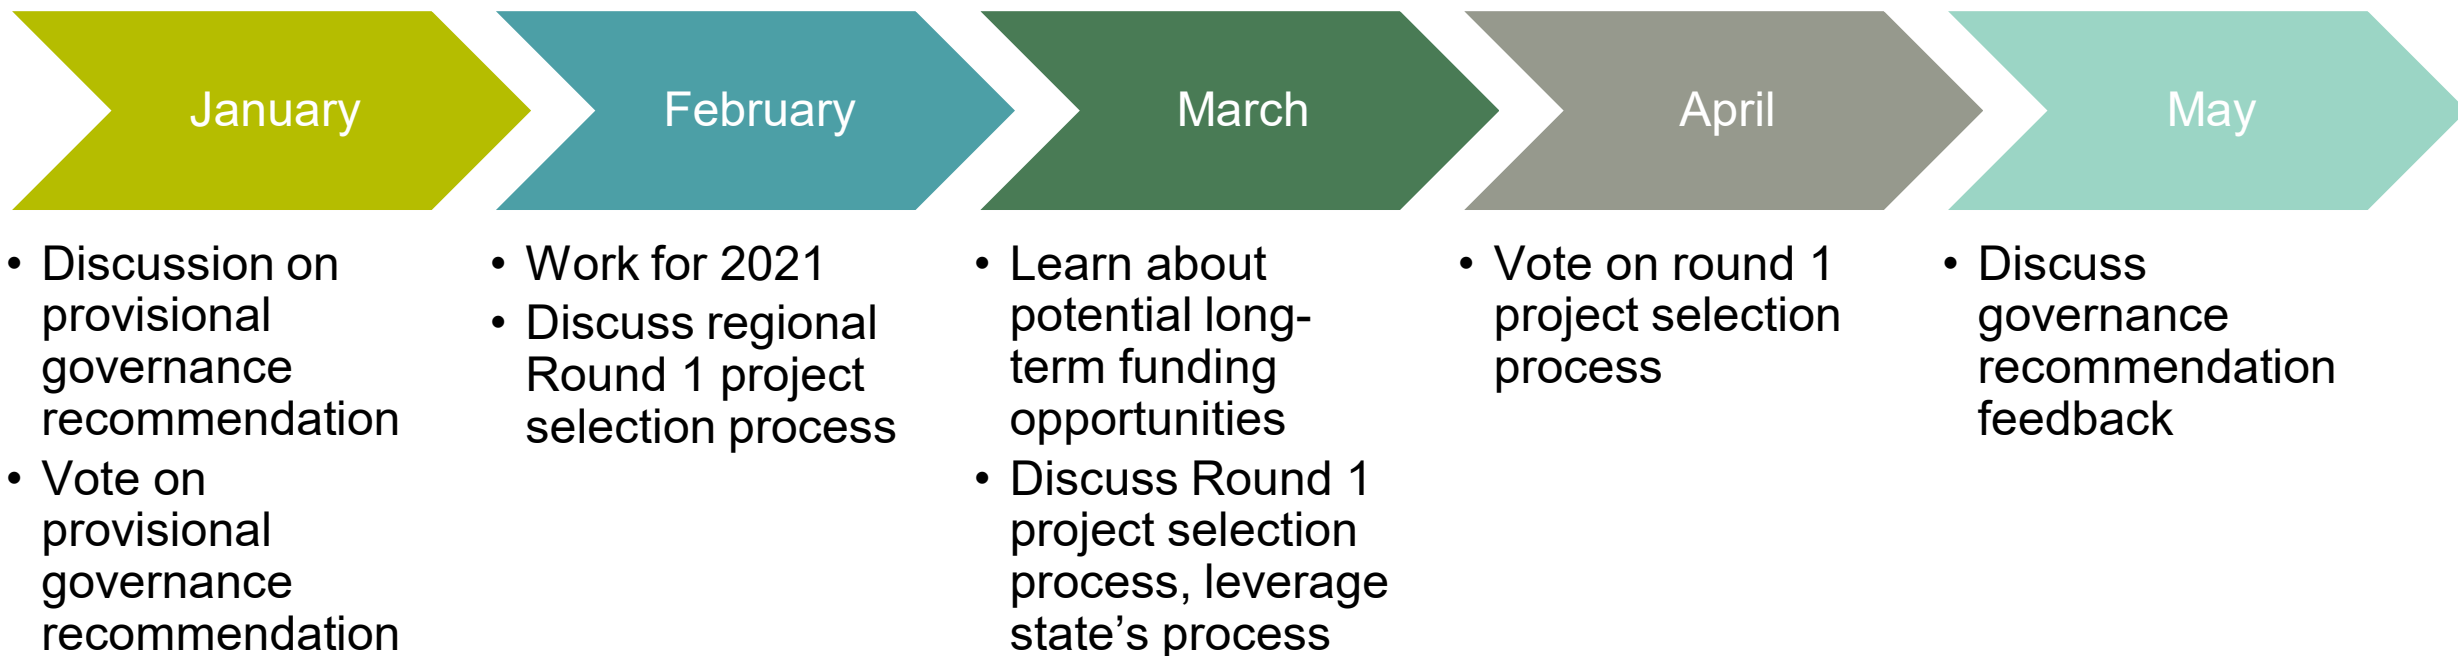 January
February
March
April
May
• Discussion on
provisional
governance
recommendation
• Vote on
provisional
governance
recommendation
• Work for 2021
• Discuss regional
Round 1 project
selection process
• Learn about
potential long-
term funding
opportunities
• Discuss Round 1
project selection
process, leverage
state’s process
• Vote on round 1
project selection
process
• Discuss
governance
recommendation
feedback